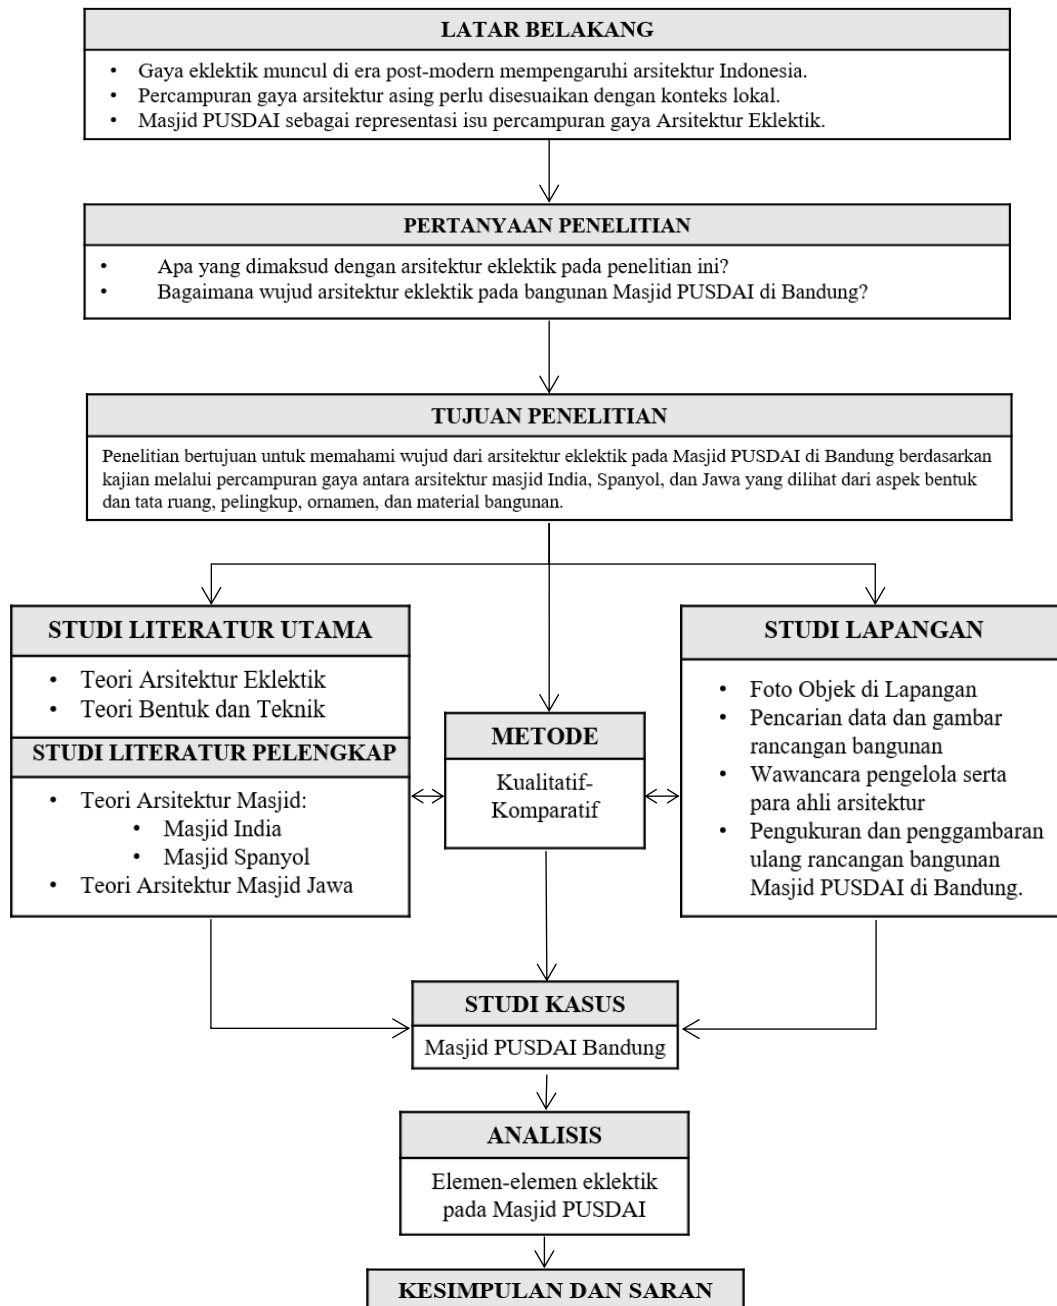 LATAR BELAKANG
• Gaya eklektik muncul di era post-modern mempengaruhi arsitektur Indonesia.
• Percampuran gaya arsitektur asing perlu disesuaikan dengan konteks lokal.
• Masjid PUSDAI sebagai representasi isu percampuran gaya Arsitektur Eklektik.
PERTANYAAN PENELITIAN
• Apa yang dimaksud dengan arsitektur eklektik pada penelitian ini?
• Bagaimana wujud arsitektur eklektik pada bangunan Masjid PUSDAI di Bandung?
TUJUAN PENELITIAN
Penelitian bertujuan untuk memahami wujud dari arsitektur eklektik pada Masjid PUSDAI di Bandung berdasarkan
kajian melalui percampuran gaya antara arsitektur masjid India, Spanyol, dan Jawa yang dilihat dari aspek bentuk
dan tata ruang, pelingkup, ornamen, dan material bangunan.
STUDI LITERATUR UTAMA
• Teori Arsitektur Eklektik
• Teori Bentuk dan Teknik
STUDI LITERATUR PELENGKAP
• Teori Arsitektur Masjid:
• Masjid India
• Masjid Spanyol
• Teori Arsitektur Masjid Jawa
METODE
Kualitatif-
Komparatif
STUDI LAPANGAN
• Foto Objek di Lapangan
• Pencarian data dan gambar
rancangan bangunan
• Wawancara pengelola serta
para ahli arsitektur
• Pengukuran dan penggambaran
ulang rancangan bangunan
Masjid PUSDAI di Bandung.
STUDI KASUS
Masjid PUSDAI Bandung
ANALISIS
Elemen-elemen eklektik
pada Masjid PUSDAI
KESIMPULAN DAN SARAN